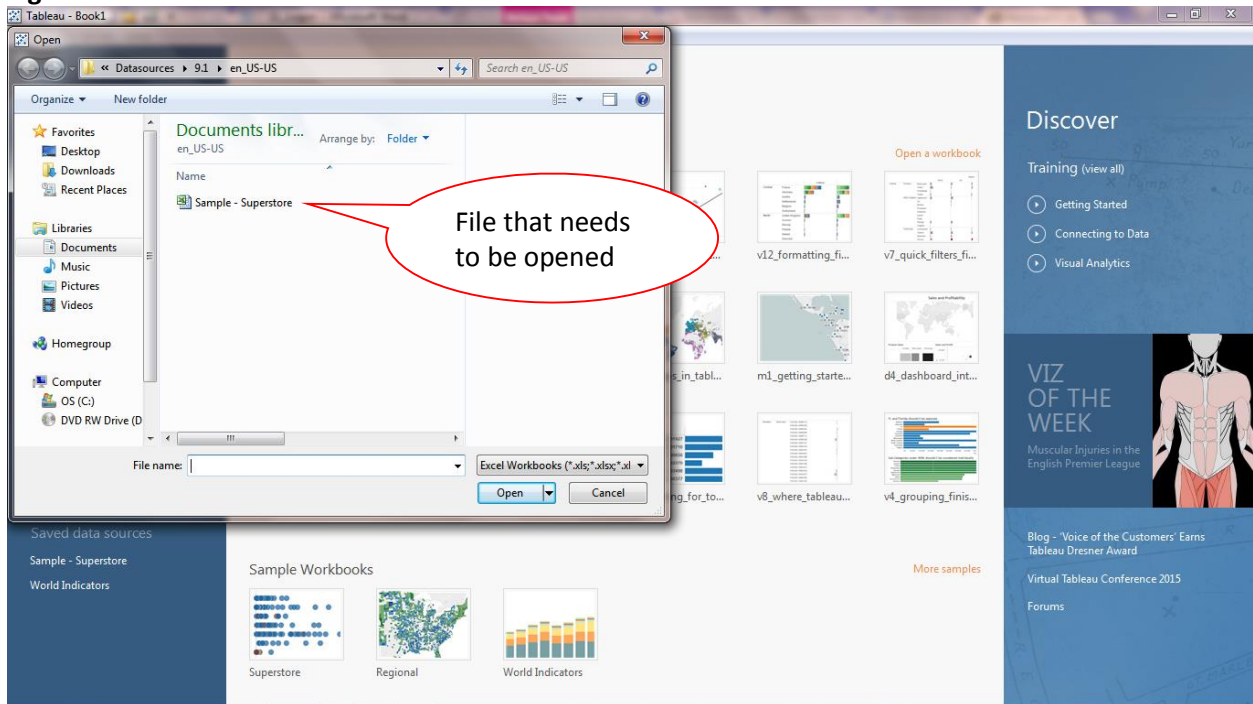 Tableau - Book1
Open
« Datasources ▸ 9.1 ▸ en_US-US
Search en_US-US
Organize
New folder
Favorites
Desktop
Downloads
Recent Places
Libraries
Documents
Music
Pictures
Videos
Homegroup
Computer
OS (C:)
DVD RW Drive (D
Documents libr...
en_US-US
Arrange by: Folder
Name
Sample - Superstore
File that needs
to be opened
File name:
Excel Workbooks (*.xls;*.xlsx;*.xl
Open
Cancel
Open a workbook
v12_formatting_fi...
v7_quick_filters_fi...
s_in_tabl...
m1_getting_starte...
d4_dashboard_int...
ng_for_to...
v8_where_tableau...
v4_grouping_finis...
Saved data sources
Sample - Superstore
World Indicators
Sample Workbooks
More samples
Superstore
Regional
World Indicators
Discover
Training (view all)
Getting Started
Connecting to Data
Visual Analytics
VIZ
OF THE
WEEK
Muscular Injuries in the
English Premier League
Blog - 'Voice of the Customers' Earns
Tableau Dresner Award
Virtual Tableau Conference 2015
Forums